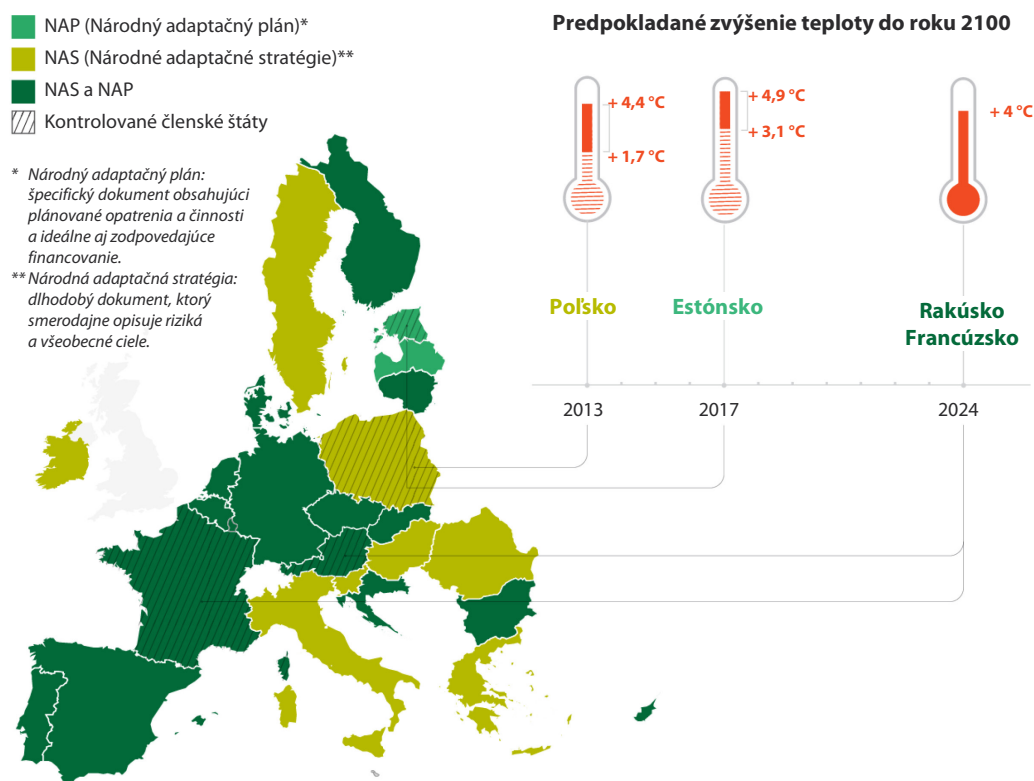 NAP (Národný adaptačný plán)*
NAS (Národné adaptačné stratégie)**
NAS a NAP
Kontrolované členské štáty
* Národný adaptačný plán:
špecifický dokument obsahujúci
plánované opatrenia a činnosti
a ideálne aj zodpovedajúce
financovanie.
** Národná adaptačná stratégia:
dlhodobý dokument, ktorý
smerodajne opisuje riziká
a všeobecné ciele.
Predpokladané zvýšenie teploty do roku 2100
+ 4,4 °C
+ 1,7 °C
+ 4,9 °C
+ 3,1 °C
+ 4 °C
Poľsko
Estónsko
Rakúsko
Francúzsko
2013
2017
2024